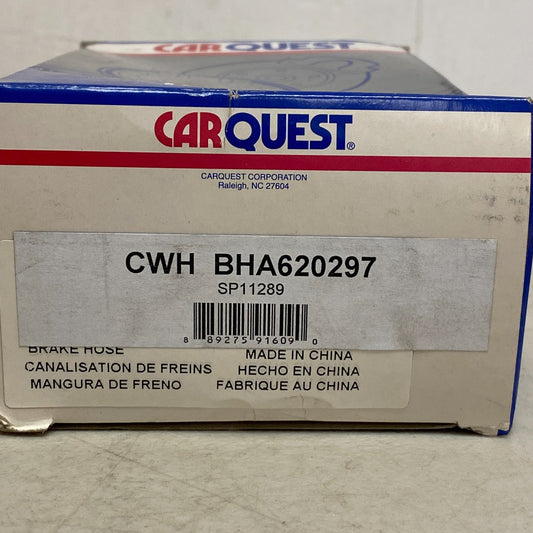 CARQUEST
CARQUEST®
CARQUEST CORPORATION
Raleigh, NC 27604
CWH BHA620297
SP11289
8 89275 91609 0
BRAKE HOSE MADE IN CHINA
CANALISATION DE FREINS HECHO EN CHINA
MANGURA DE FRENO FABRIQUE AU CHINA